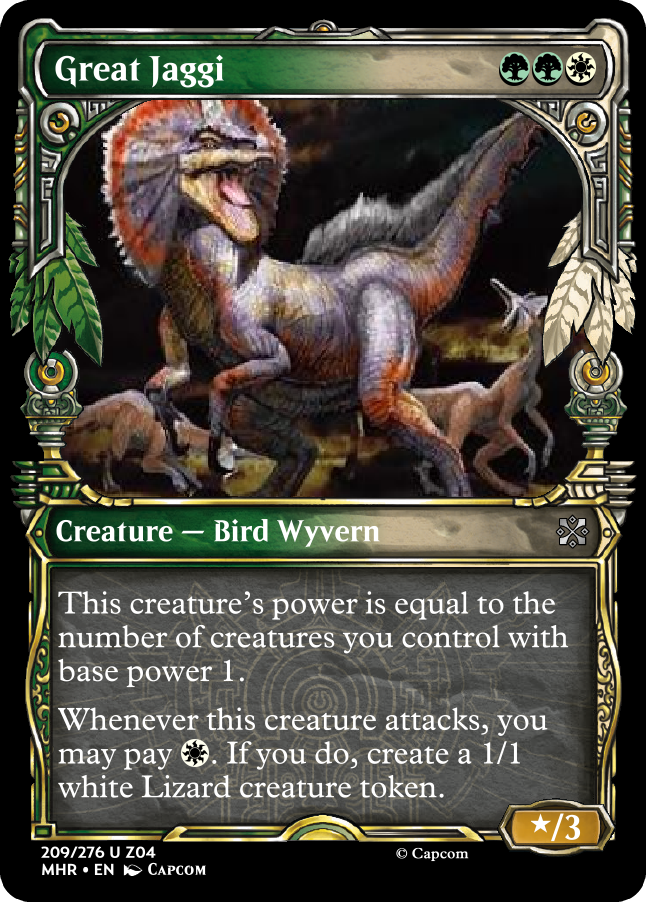 Great Jaggi
Creature — Bird Wyvern
This creature's power is equal to the
number of creatures you control with
base power 1.
Whenever this creature attacks, you
may pay . If you do, create a 1/1
white Lizard creature token.
★/3
209/276 U Z04
© Capcom
MHR • EN Capcom